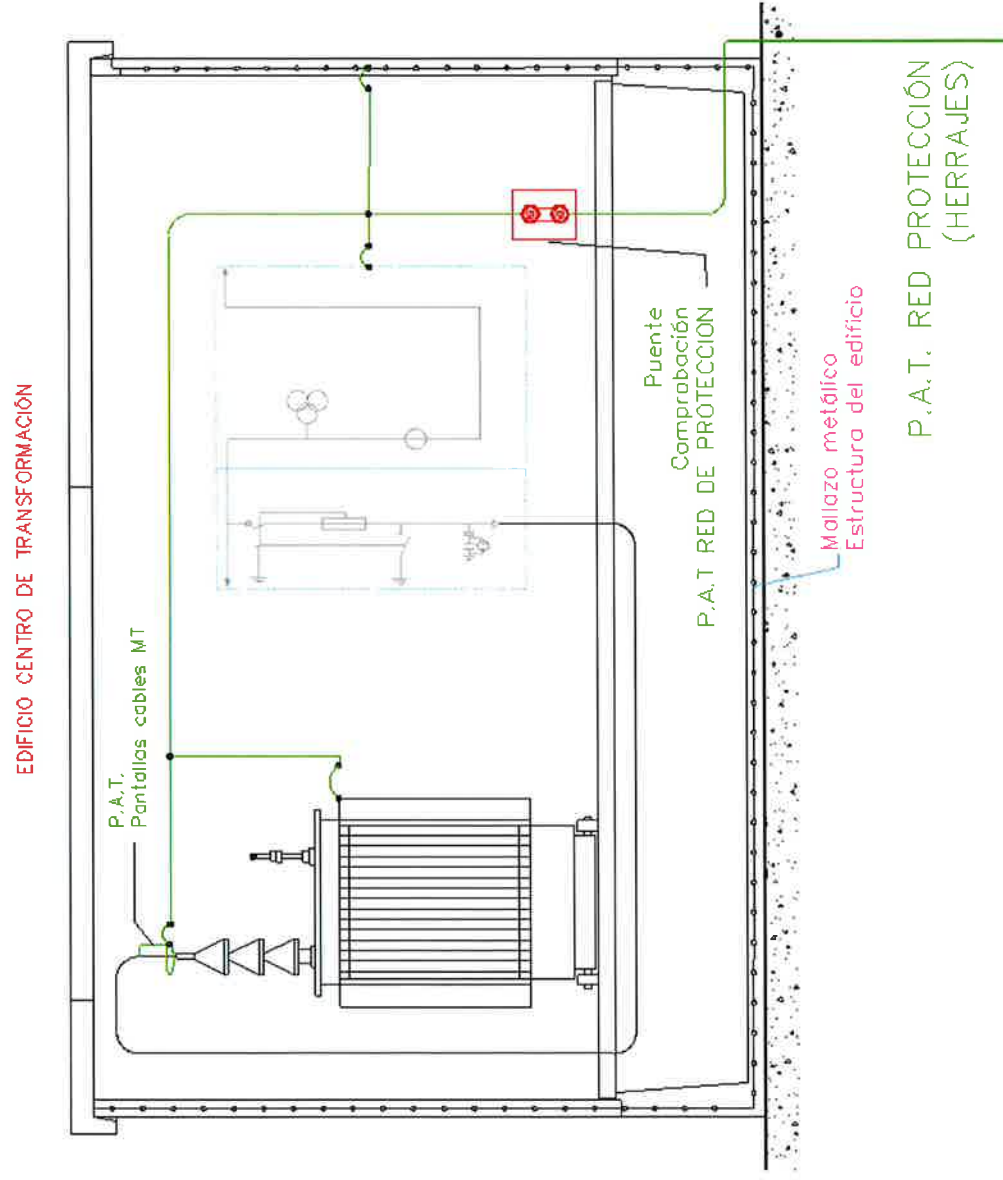 EDIFICIO CENTRO DE TRANSFORMACIÓN
P.A.T.
Pantallas cables MT
Puente
Comprobación
P.A.T RED DE PROTECCION
Mallazo metálico
Estructura del edificio
P.A.T. RED PROTECCIÓN
(HERRAJES)